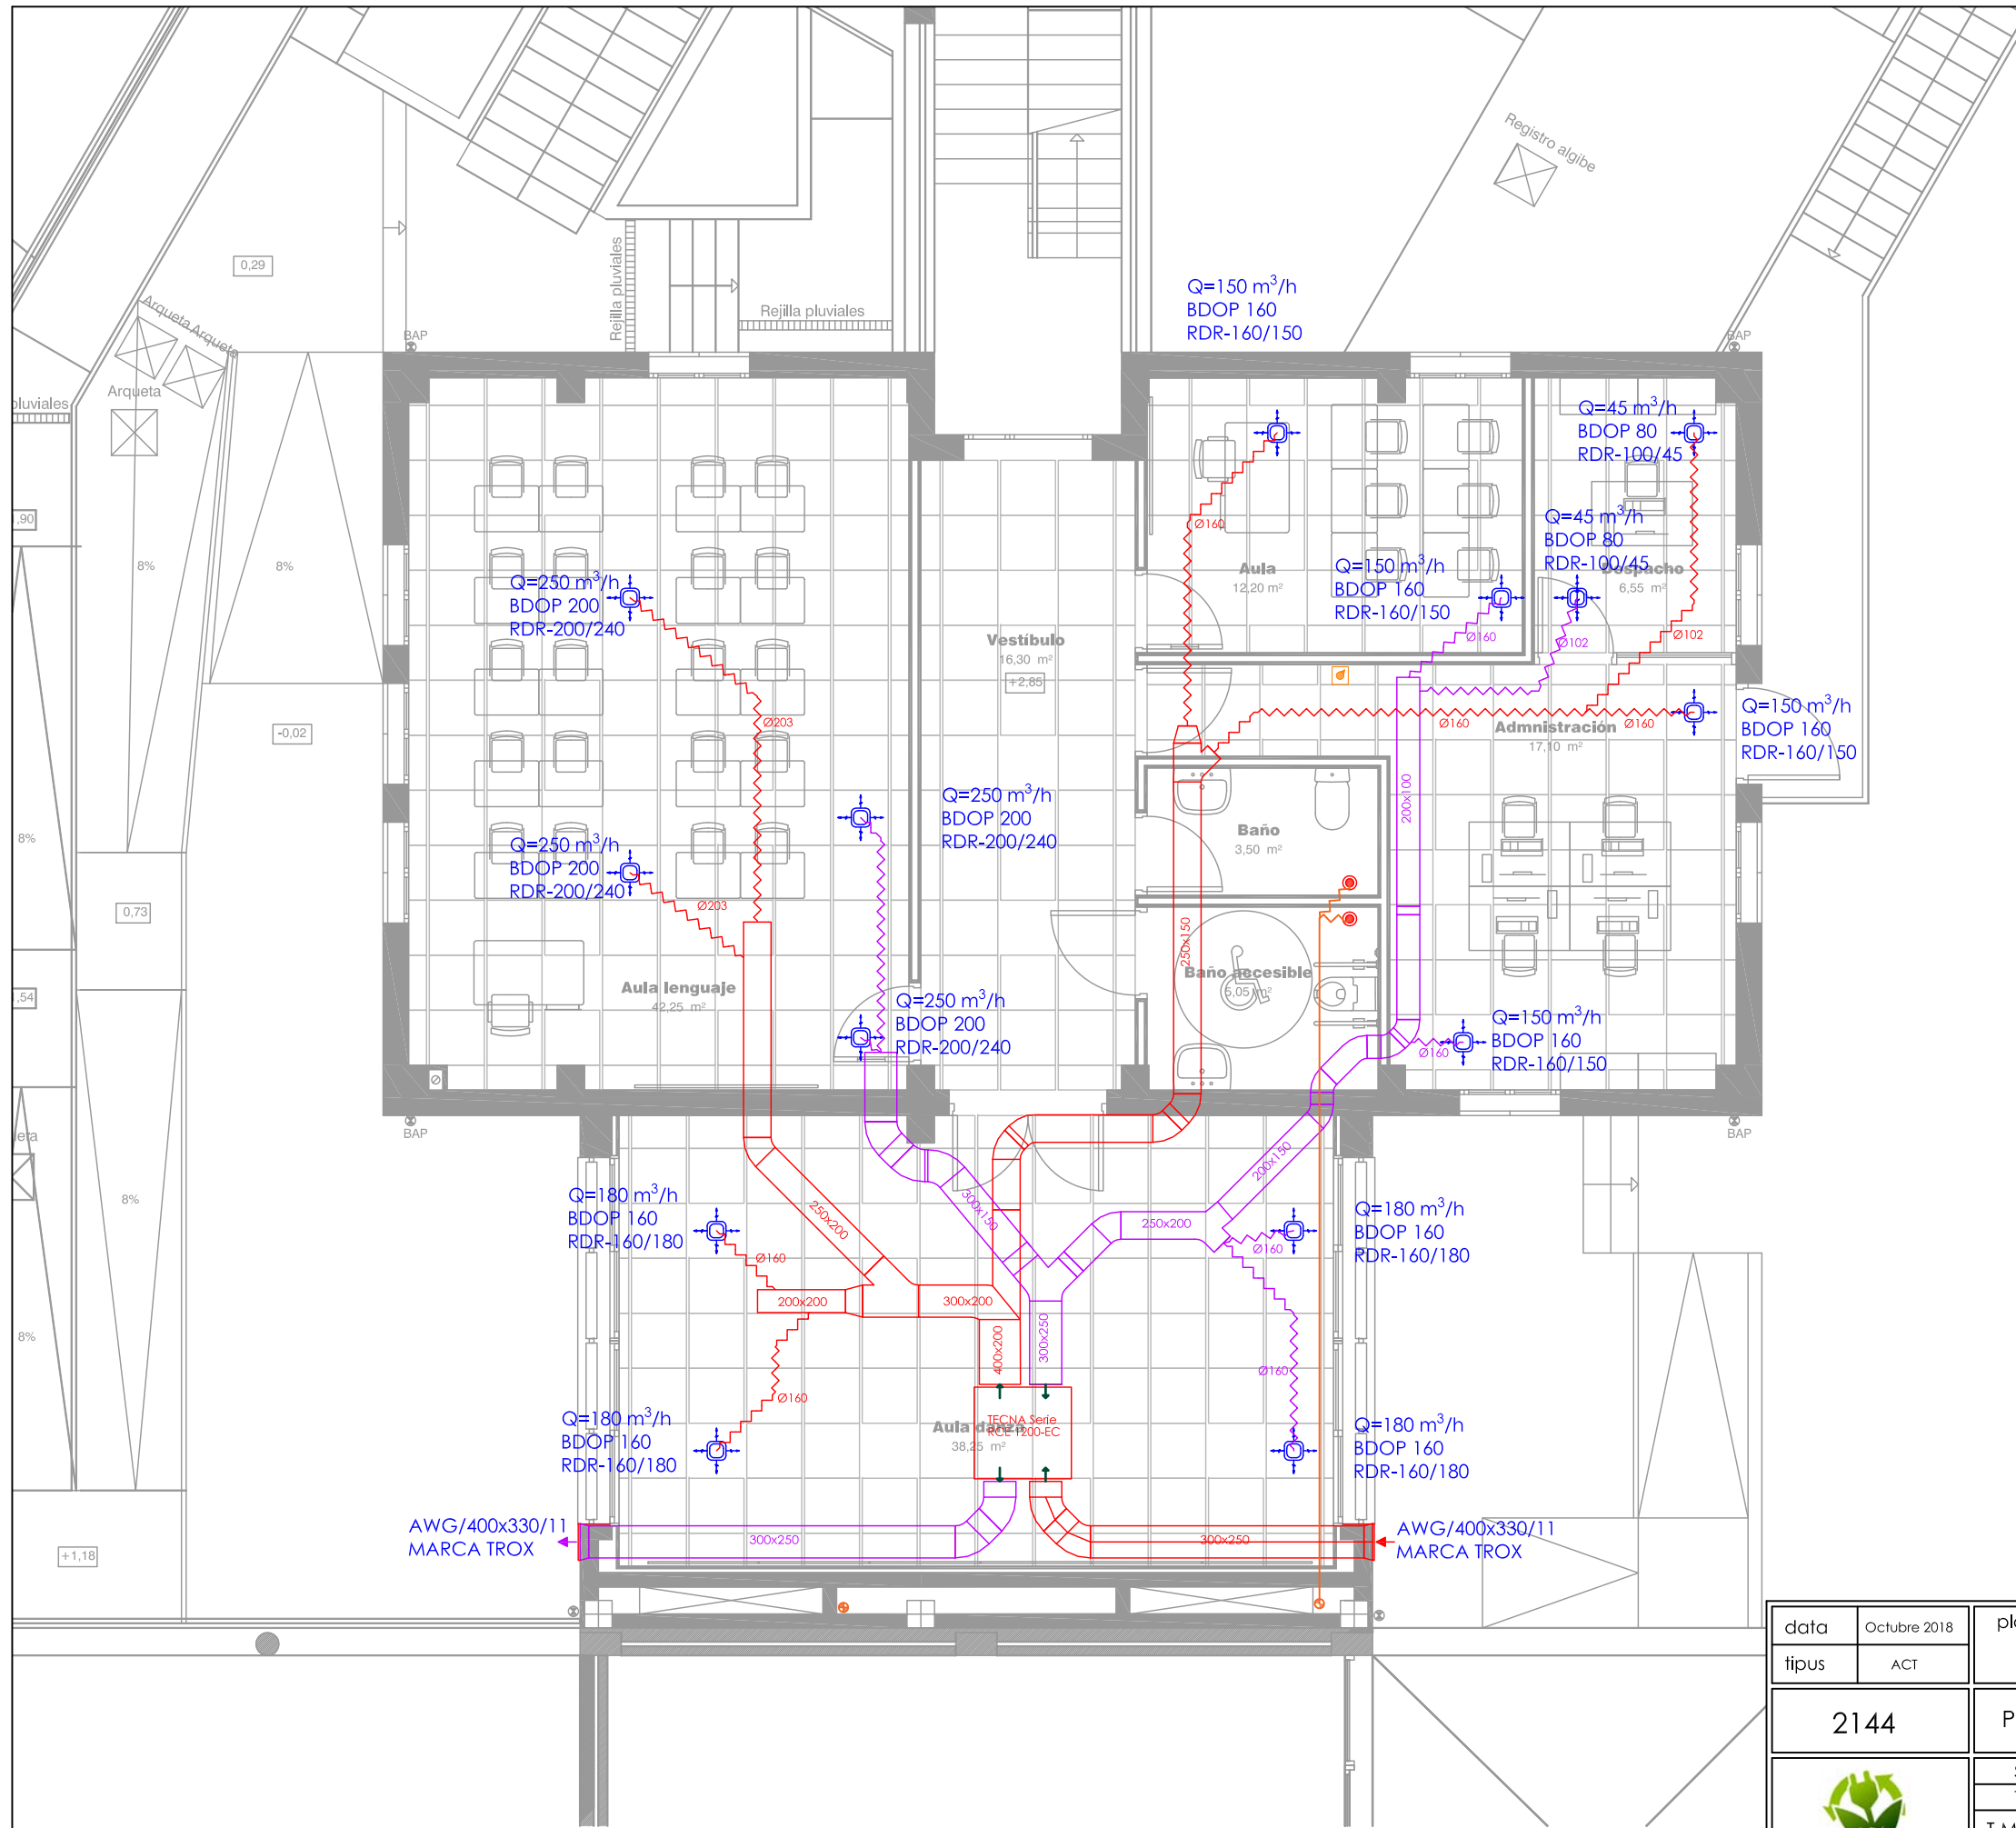 Registro algibe
0,29
Rejilla pluviales
Rejilla pluviales
Q=150 m³/h
BDOP 160
RDR-160/150
Arqueta
Arqueta
BAP
BAP
Arqueta
pluviales
Q=45 m³/h
BDOP 80
RDR-100/45
,90
Ø160
Q=45 m³/h
BDOP 80
RDR-100/45
8%
8%
Aula
12,20 m²
Q=150 m³/h
BDOP 160
RDR-160/150
Despacho
6,55 m²
Q=250 m³/h
BDOP 200
RDR-200/240
Vestíbulo
16,30 m²
+2,85
Ø160
Ø102
Ø102
-0,02
Ø203
Ø160
Ø160
Admnistración
17,10 m²
Q=150 m³/h
BDOP 160
RDR-160/150
200x100
Q=250 m³/h
BDOP 200
RDR-200/240
8%
Q=250 m³/h
BDOP 200
RDR-200/240
Baño
3,50 m²
0,73
Ø203
250x150
Aula lenguaje
42,25 m²
Baño accesible
5,05 m²
,54
Q=250 m³/h
BDOP 200
RDR-200/240
Q=150 m³/h
BDOP 160
RDR-160/150
Ø160
BAP
BAP
eta
8%
Q=180 m³/h
BDOP 160
RDR-160/180
250x200
300x150
200x150
250x200
Q=180 m³/h
BDOP 160
RDR-160/180
Ø160
Ø160
200x200
300x200
8%
400x200
300x250
Ø160
Ø160
Q=180 m³/h
BDOP 160
RDR-160/180
Aula danza
38,25 m²
TECNA Serie
RCE 1200-EC
Q=180 m³/h
BDOP 160
RDR-160/180
AWG/400x330/11
MARCA TROX
300x250
300x250
AWG/400x330/11
MARCA TROX
+1,18
data
Octubre 2018
tipus
ACT
2144
P